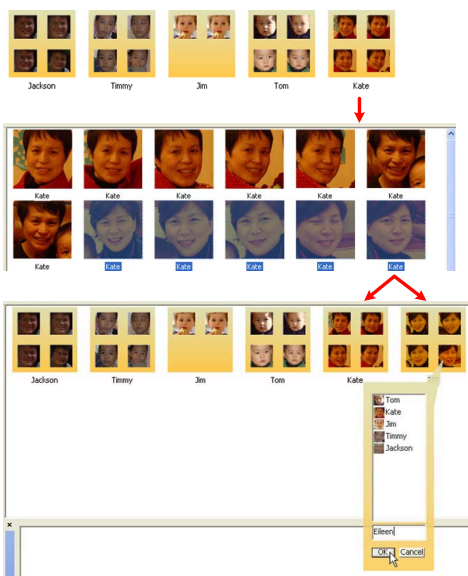 Jackson Timmy Jim Tom Kate
Kate Kate Kate Kate Kate Kate
Kate Kate Kate Kate Kate Kate
Jackson Timmy Jim Tom Kate
Tom
Kate
Jim
Timmy
Jackson
Eileen
OK Cancel